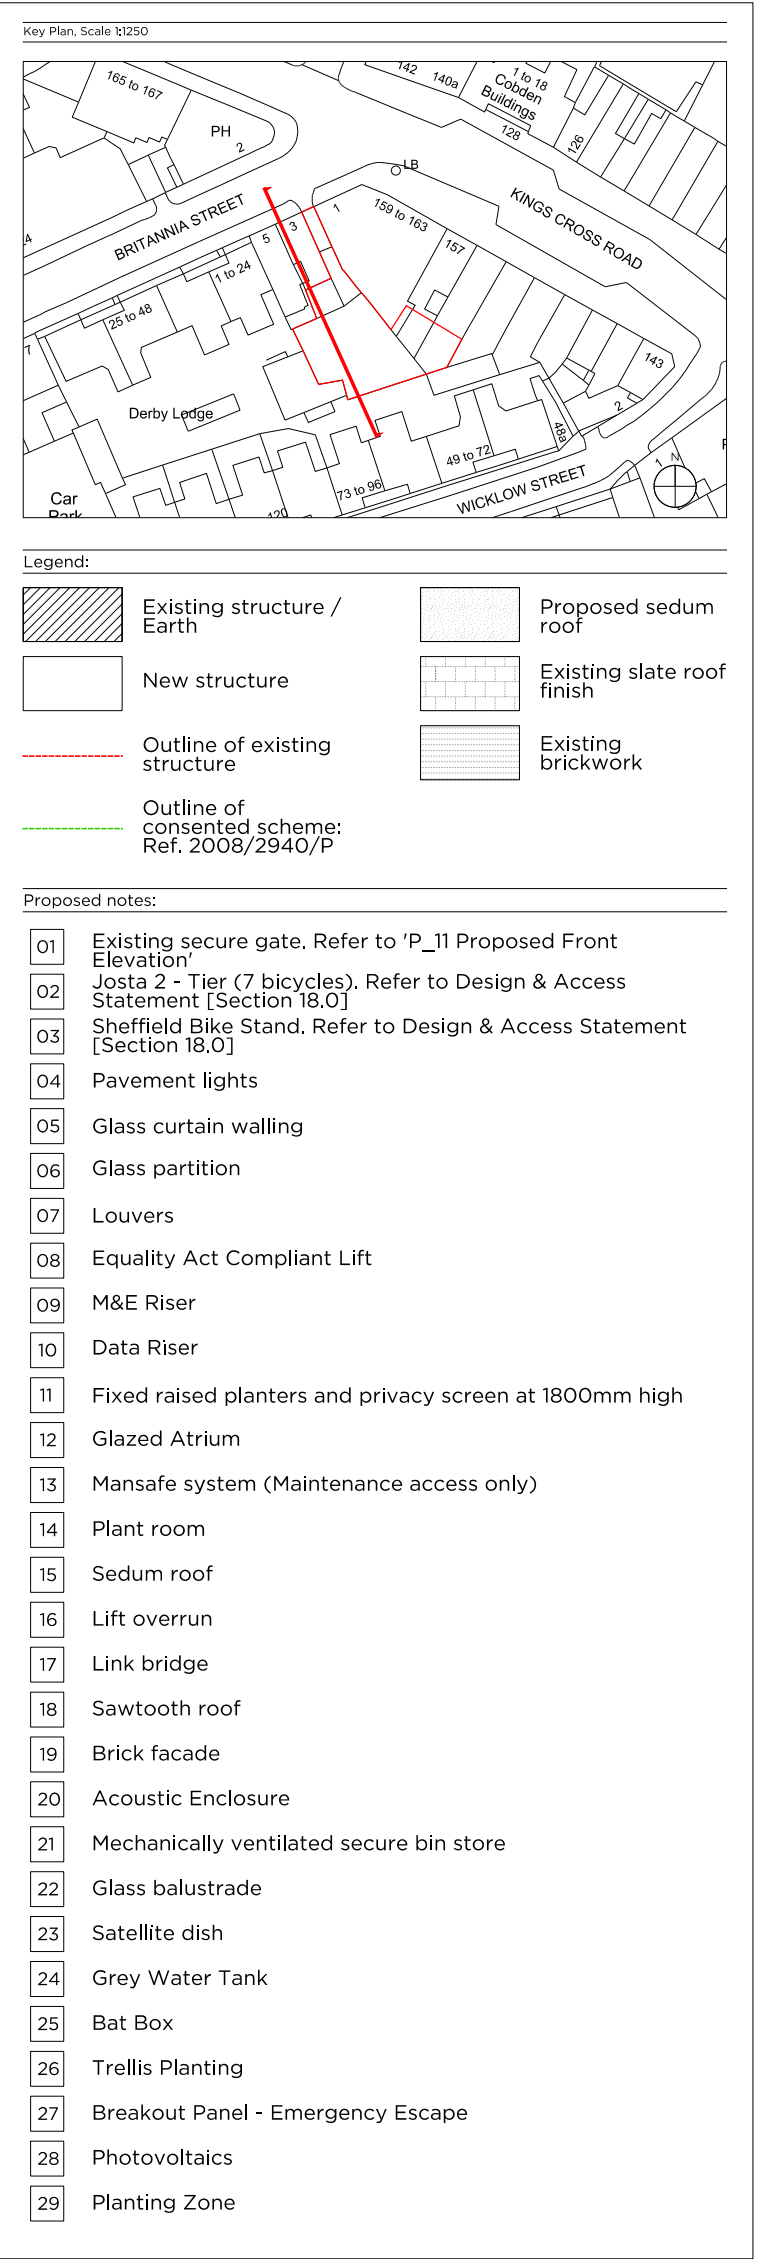 Key Plan, Scale 1:1250
165 to 167
PH
2
142
140a
1 to 18
Cobden
Buildings
128
126
LB
KINGS CROSS ROAD
BRITANNIA STREET
5
3
1
159 to 163
157
1 to 24
25 to 48
7
143
Derby Lodge
2
48a
49 to 72
73 to 96
120
WICKLOW STREET
1
N
Car
Park
Legend:
Existing structure /
Earth
New structure
Outline of existing
structure
Outline of
consented scheme:
Ref. 2008/2940/P
Proposed sedum
roof
Existing slate roof
finish
Existing
brickwork
Proposed notes:
01 Existing secure gate. Refer to 'P_11 Proposed Front
Elevation'
02 Josta 2 - Tier (7 bicycles). Refer to Design & Access
Statement [Section 18.0]
03 Sheffield Bike Stand. Refer to Design & Access Statement
[Section 18.0]
04 Pavement lights
05 Glass curtain walling
06 Glass partition
07 Louvers
08 Equality Act Compliant Lift
09 M&E Riser
10 Data Riser
11 Fixed raised planters and privacy screen at 1800mm high
12 Glazed Atrium
13 Mansafe system (Maintenance access only)
14 Plant room
15 Sedum roof
16 Lift overrun
17 Link bridge
18 Sawtooth roof
19 Brick facade
20 Acoustic Enclosure
21 Mechanically ventilated secure bin store
22 Glass balustrade
23 Satellite dish
24 Grey Water Tank
25 Bat Box
26 Trellis Planting
27 Breakout Panel - Emergency Escape
28 Photovoltaics
29 Planting Zone